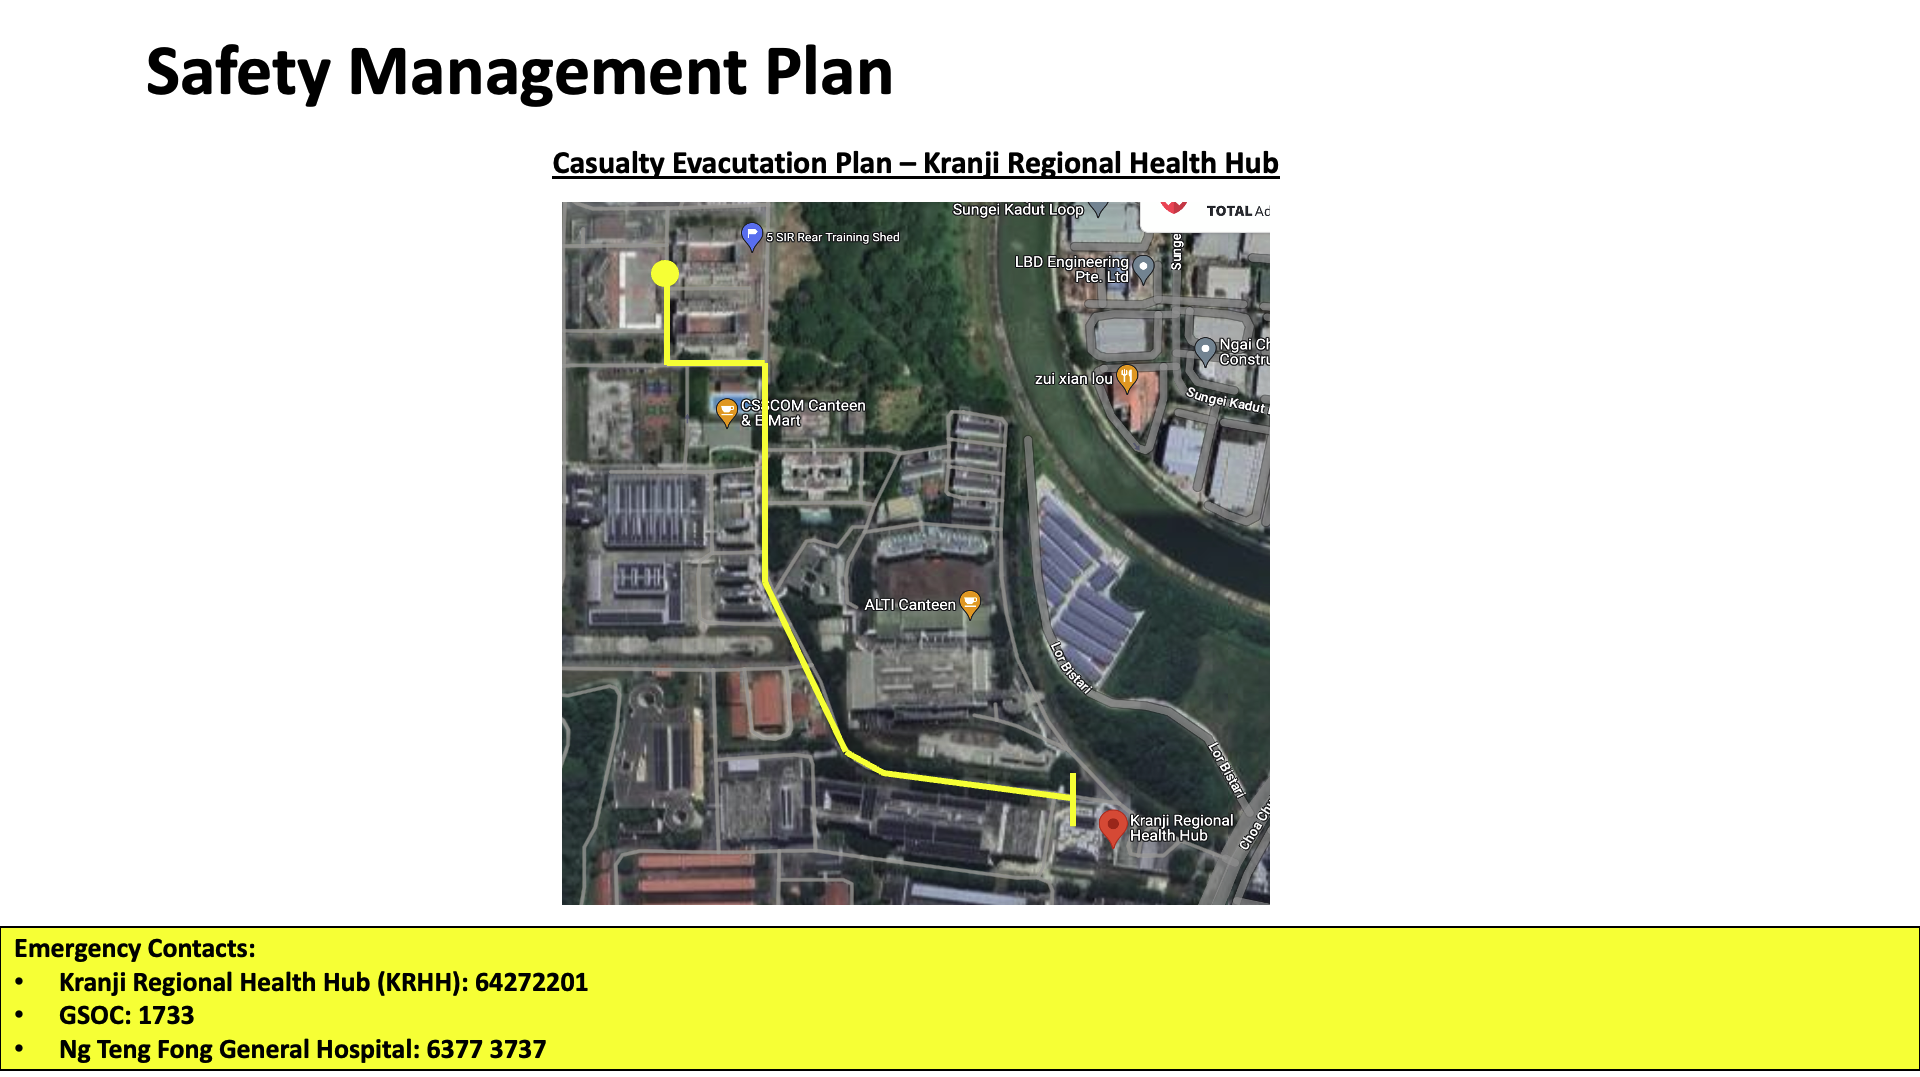 Safety Management Plan
Casualty Evacutation Plan – Kranji Regional Health Hub
Sungei Kadut Loop
TOTAL Ad
5 SIR Rear Training Shed
Sunge
LBD Engineering
Pte. Ltd
Ngai Ch
Constru
zui xian lou
Sungei Kadut
CSSCOM Canteen
& E Mart
ALTI Canteen
Lor Bistari
Lor Bistari
Kranji Regional
Health Hub
Choa Chu
Emergency Contacts:
• Kranji Regional Health Hub (KRHH): 64272201
• GSOC: 1733
• Ng Teng Fong General Hospital: 6377 3737